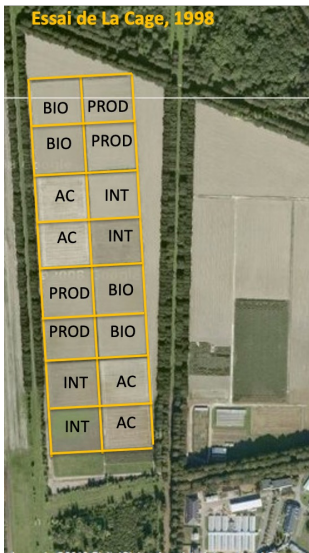 Essai de La Cage, 1998
BIO PROD
BIO PROD
AC INT
AC INT
PROD BIO
PROD BIO
INT AC
INT AC